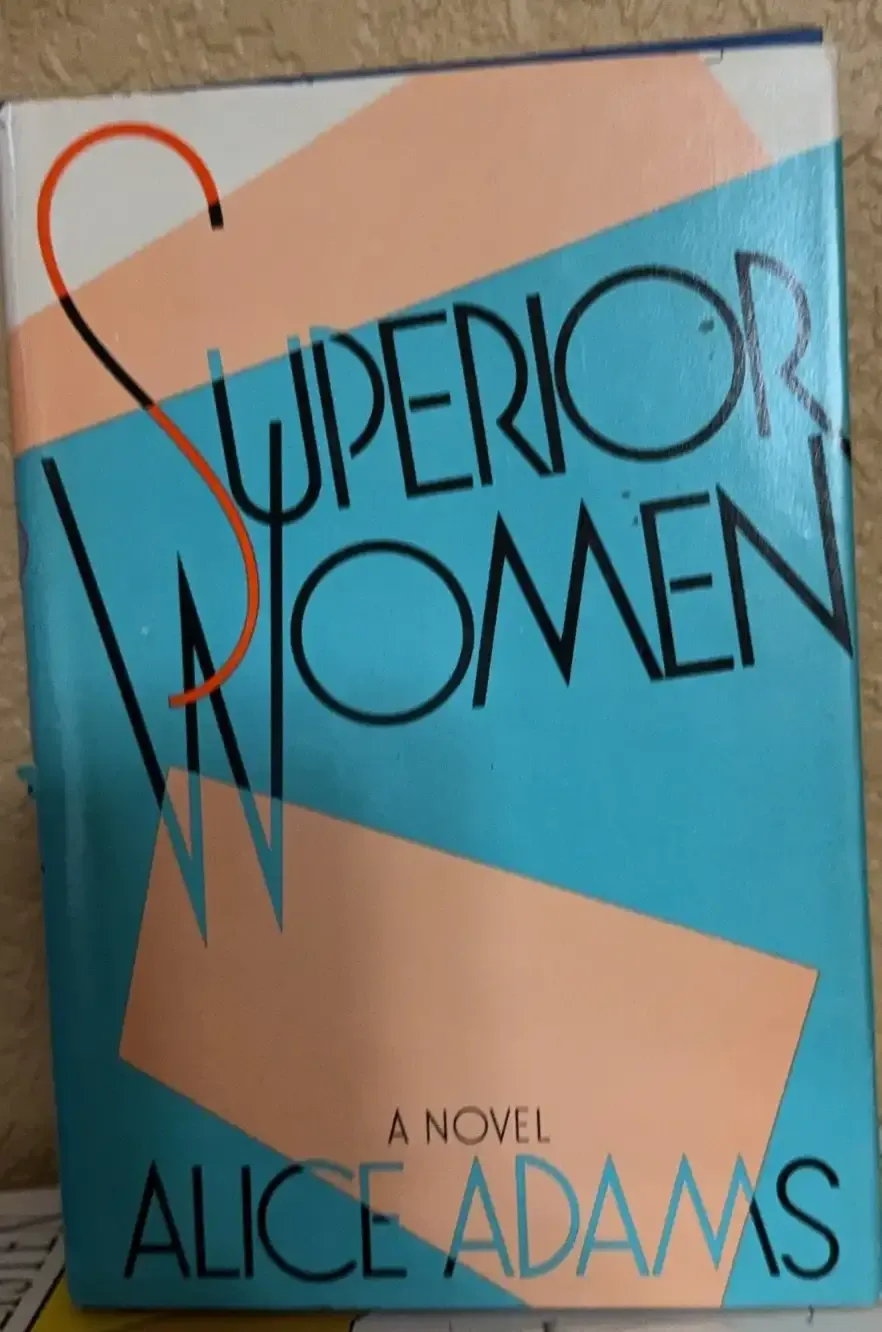 SUPERIOR
WOMEN
A NOVEL
ALICE ADAMS